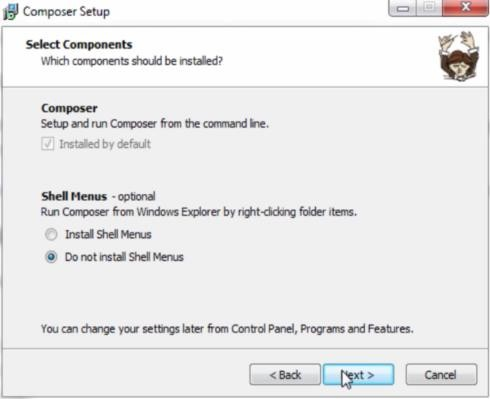 Composer Setup
Select Components
Which components should be installed?
Composer
Setup and run Composer from the command line.
Installed by default
Shell Menus - optional
Run Composer from Windows Explorer by right-clicking folder items.
Install Shell Menus
Do not install Shell Menus
You can change your settings later from Control Panel, Programs and Features.
< Back Next > Cancel